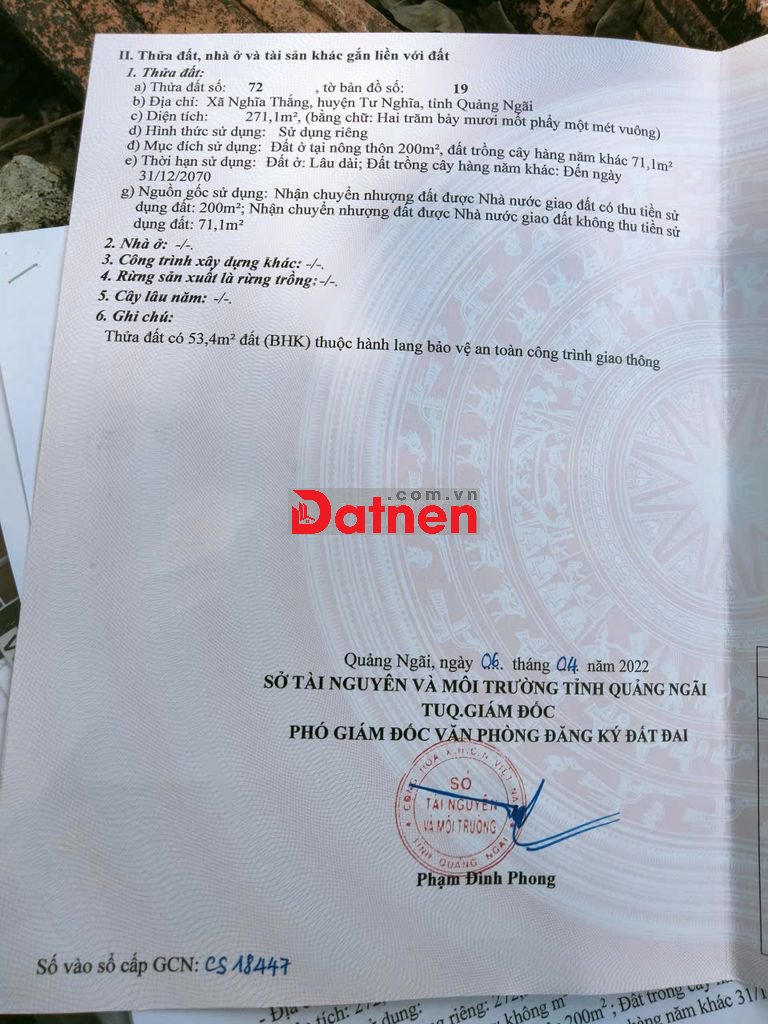 II. Thửa đất, nhà ở và tài sản khác gắn liền với đất
1. Thửa đất:
a) Thửa đất số: 72 , tờ bản đồ số: 19
b) Địa chỉ: Xã Nghĩa Thắng, huyện Tư Nghĩa, tỉnh Quảng Ngãi
c) Diện tích: 271,1m², (bằng chữ: Hai trăm bảy mươi mốt phẩy một mét vuông)
d) Hình thức sử dụng: Sử dụng riêng
đ) Mục đích sử dụng: Đất ở tại nông thôn 200m², đất trồng cây hàng năm khác 71,1m²
e) Thời hạn sử dụng: Đất ở: Lâu dài; Đất trồng cây hàng năm khác: Đến ngày
31/12/2070
g) Nguồn gốc sử dụng: Nhận chuyển nhượng đất được Nhà nước giao đất có thu tiền sử
dụng đất: 200m²; Nhận chuyển nhượng đất được Nhà nước giao đất không thu tiền sử
dụng đất: 71,1m²
2. Nhà ở: -/-.
3. Công trình xây dựng khác: -/-.
4. Rừng sản xuất là rừng trồng: -/-.
5. Cây lâu năm: -/-.
6. Ghi chú:
Thửa đất có 53,4m² đất (BHK) thuộc hành lang bảo vệ an toàn công trình giao thông
.com.vn
Datnen
Quảng Ngãi, ngày 06. tháng 04. năm 2022
SỞ TÀI NGUYÊN VÀ MÔI TRƯỜNG TỈNH QUẢNG NGÃI
TUQ.GIÁM ĐỐC
PHÓ GIÁM ĐỐC VĂN PHÒNG ĐĂNG KÝ ĐẤT ĐAI
CỘNG HÒA X.H.C.N VIỆT NAM
SỞ
TÀI NGUYÊN
VÀ MÔI TRƯỜNG
TỈNH QUẢNG NGÃI
Phạm Đình Phong
Số vào sổ cấp GCN: CS 18447